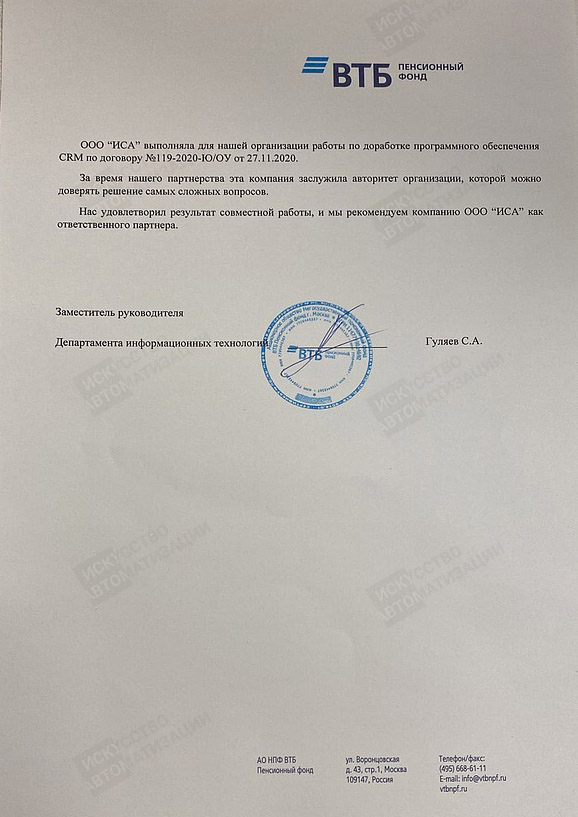 ВТБ ПЕНСИОННЫЙ
ФОНД
ООО “ИСА” выполняла для нашей организации работы по доработке программного обеспечения
CRM по договору №119-2020-Ю/ОУ от 27.11.2020.
За время нашего партнерства эта компания заслужила авторитет организации, которой можно
доверять решение самых сложных вопросов.
Нас удовлетворил результат совместной работы, и мы рекомендуем компанию ООО “ИСА” как
ответственного партнера.
Заместитель руководителя
Департамента информационных технологий
Гуляев С.А.
ВТБ
АО НПФ ВТБ
Пенсионный фонд
ул. Воронцовская
д. 43, стр.1, Москва
109147, Россия
Телефон/факс:
(495) 668-61-11
E-mail: info@vtbnpf.ru
vtbnpf.ru
ИСКУССТВО
АВТОМАТИЗАЦИИ